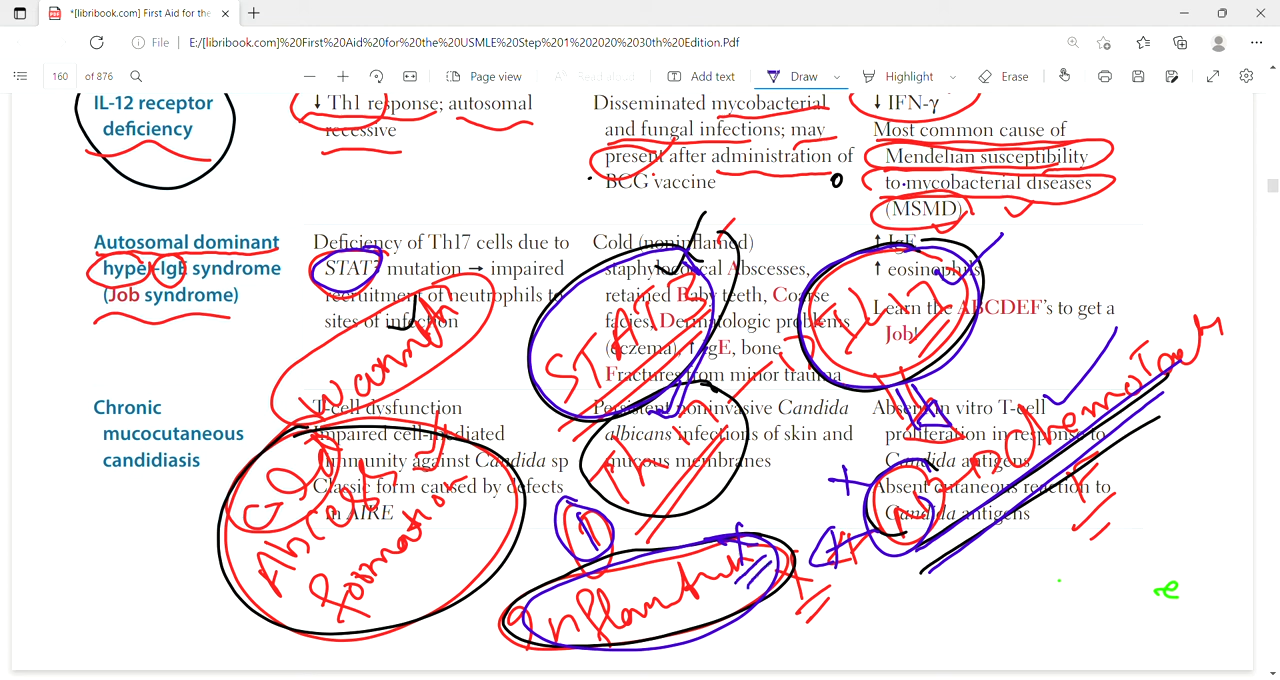 *[libribook.com] First Aid for the
File
E:/[libribook.com]%20First%20Aid%20for%20the%20USMLE%20Step%201%202020%2030th%20Edition.Pdf
160 of 876
Page view
Read aloud
Add text
Draw
Highlight
Erase
IL-12 receptor
deficiency
↓ Th1 response; autosomal
recessive
Disseminated mycobacterial
and fungal infections; may
present after administration of
BCG vaccine
↓ IFN-γ
Most common cause of
Mendelian susceptibility
to mycobacterial diseases
(MSMD)
Autosomal dominant
hyper-IgE syndrome
(Job syndrome)
Deficiency of Th17 cells due to
STAT3 mutation → impaired
recruitment of neutrophils to
sites of infection
Cold (noninflamed)
staphylococcal Abscesses,
retained Baby teeth, Coarse
facies, Dermatologic problems
(eczema), ↑ IgE, bone
Fractures from minor trauma
↑ IgE
↑ eosinophils
Learn the ABCDEF's to get a
Job!
Chronic
mucocutaneous
candidiasis
T-cell dysfunction
Impaired cell-mediated
immunity against Candida sp
Classic form caused by defects
in AIRE
Persistent noninvasive Candida
albicans infections of skin and
mucous membranes
Absent in vitro T-cell
proliferation in response to
Candida antigens
Absent cutaneous reaction to
Candida antigens
STAT3
IL17
TH17
warmth
Cold
formation